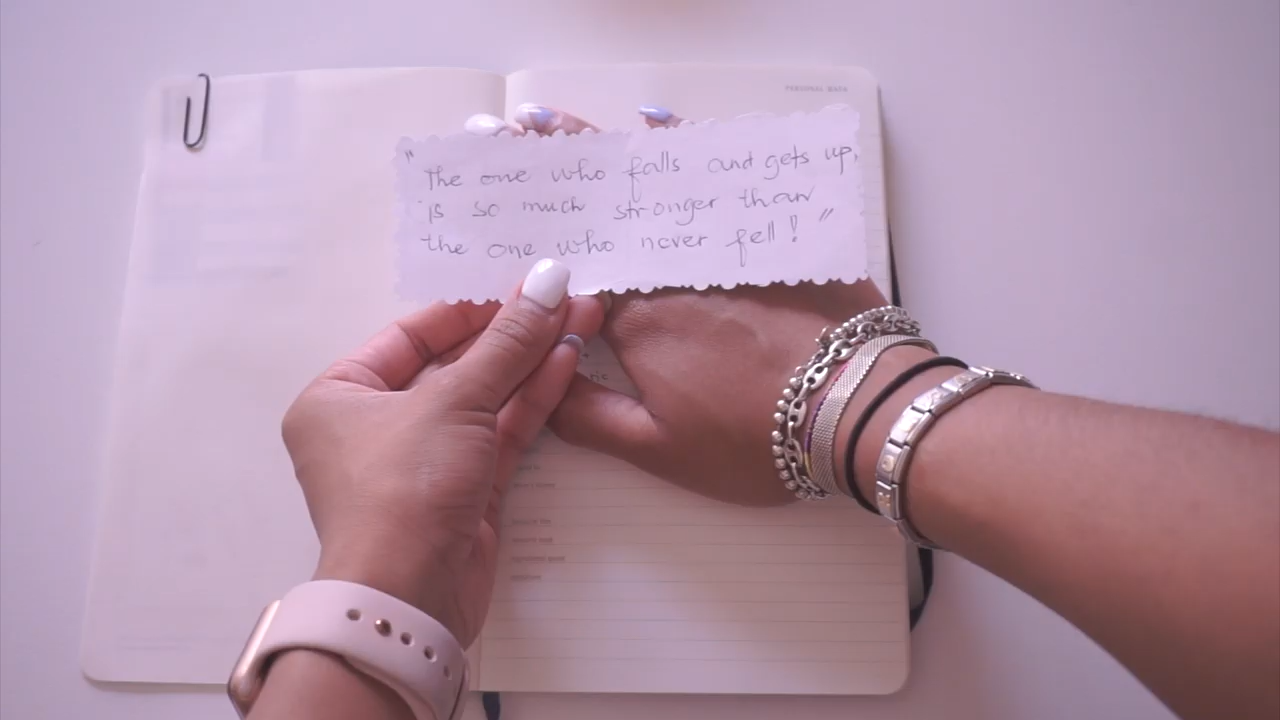 PERSONAL DATA
" The one who falls and gets up,
is so much stronger than
the one who never fell! "